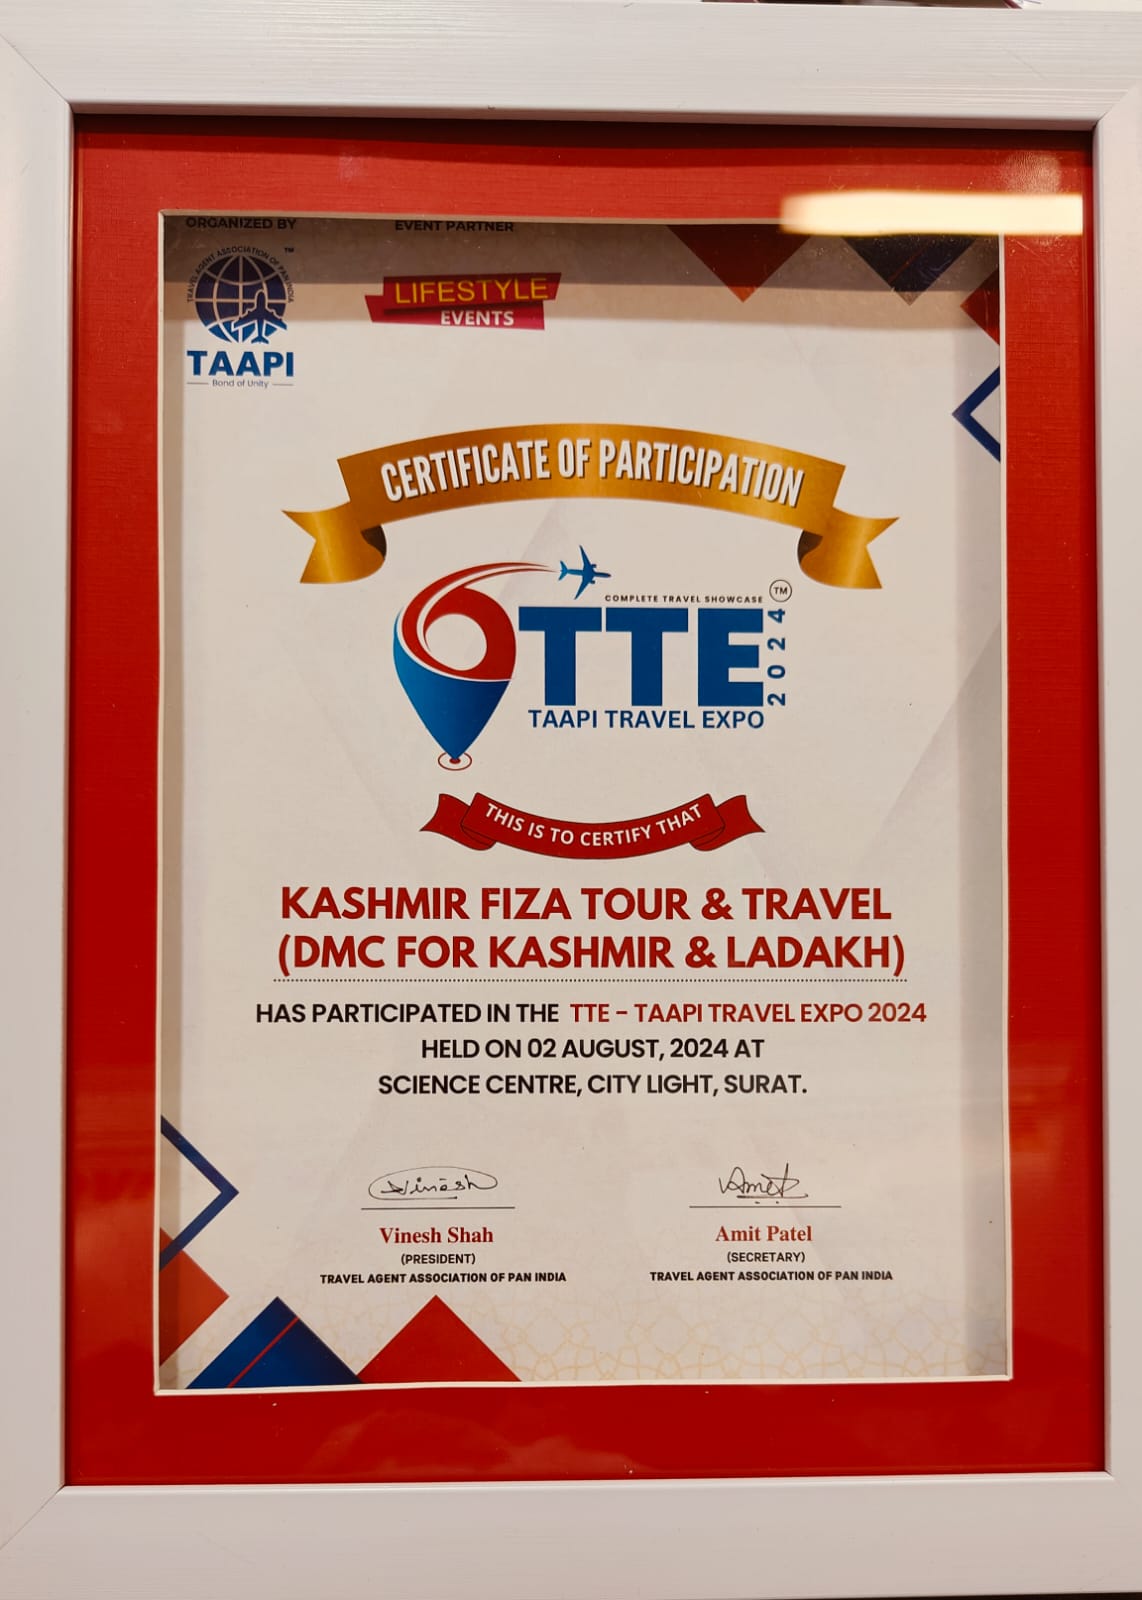 ORGANIZED BY
EVENT PARTNER
TRAVEL AGENT ASSOCIATION OF PAN INDIA
TM
TAAPI
Bond of Unity
LIFESTYLE
EVENTS
CERTIFICATE OF PARTICIPATION
COMPLETE TRAVEL SHOWCASE
TM
TTE
2024
TAAPI TRAVEL EXPO
THIS IS TO CERTIFY THAT
KASHMIR FIZA TOUR & TRAVEL
(DMC FOR KASHMIR & LADAKH)
HAS PARTICIPATED IN THE TTE - TAAPI TRAVEL EXPO 2024
HELD ON 02 AUGUST, 2024 AT
SCIENCE CENTRE, CITY LIGHT, SURAT.
Vinesh
Amit
Vinesh Shah
(PRESIDENT)
TRAVEL AGENT ASSOCIATION OF PAN INDIA
Amit Patel
(SECRETARY)
TRAVEL AGENT ASSOCIATION OF PAN INDIA